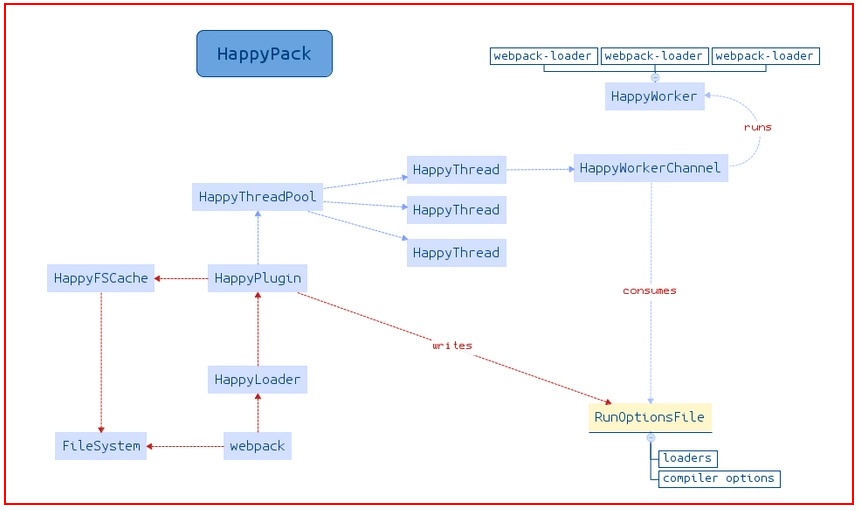 HappyPack
webpack-loader webpack-loader webpack-loader
HappyWorker
runs
HappyThread
HappyWorkerChannel
HappyThreadPool
HappyThread
HappyThread
HappyFSCache
HappyPlugin
consumes
writes
HappyLoader
RunOptionsFile
FileSystem
webpack
loaders
compiler options